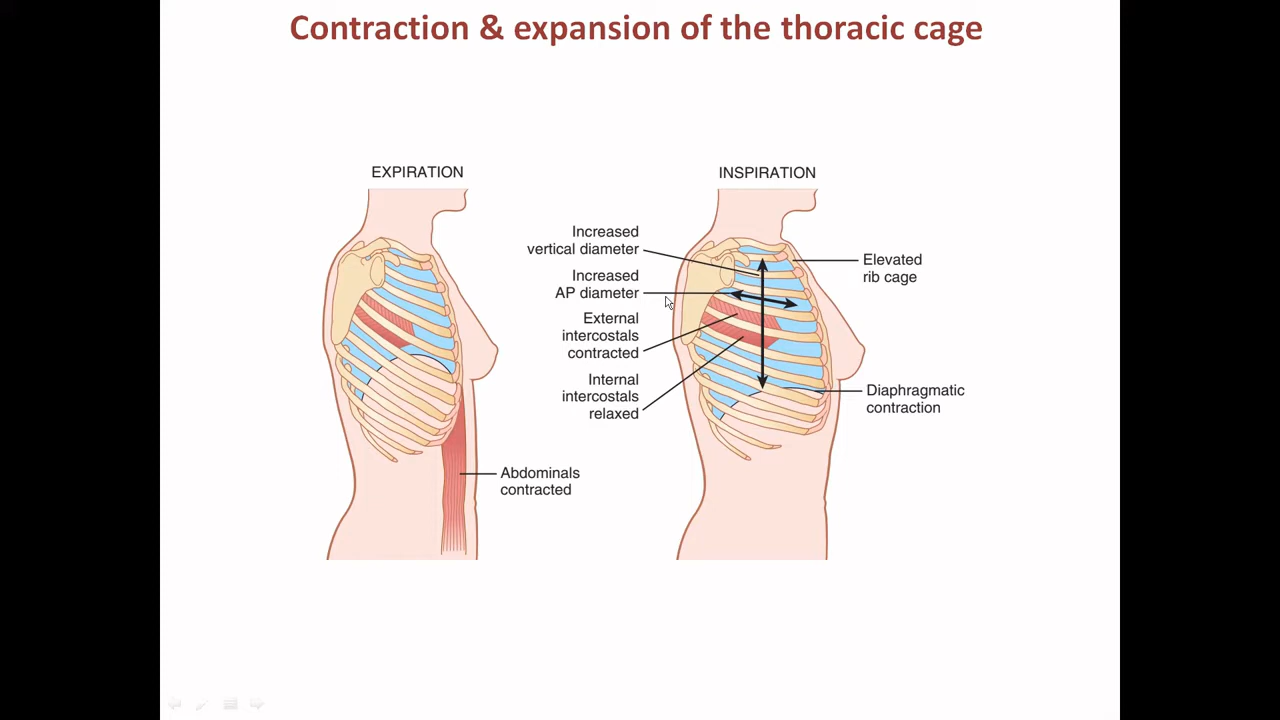 Contraction & expansion of the thoracic cage
EXPIRATION
Abdominals
contracted
INSPIRATION
Increased
vertical diameter
Increased
AP diameter
External
intercostals
contracted
Internal
intercostals
relaxed
Elevated
rib cage
Diaphragmatic
contraction